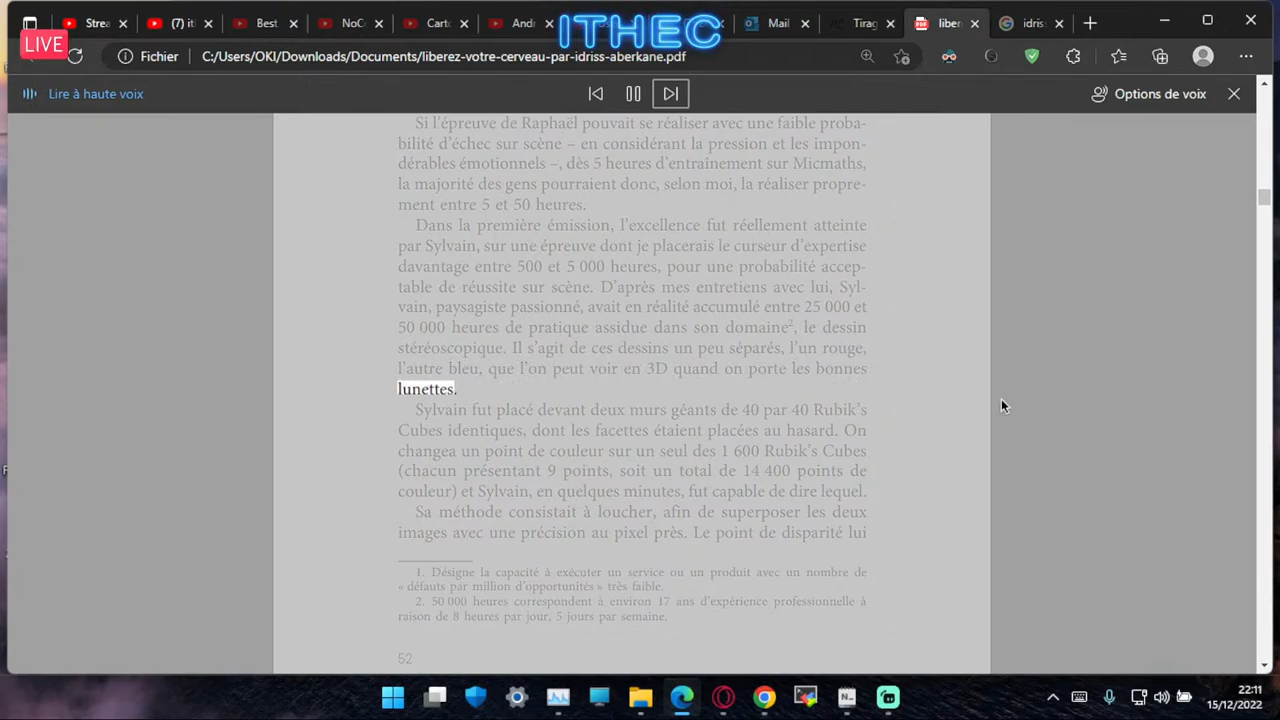 Strea
(7) it
Best
NoCo
Carto
Andr
Mail
Tirag
liber
idris
ITHEC
LIVE
Fichier
C:/Users/OKI/Downloads/Documents/liberez-votre-cerveau-par-idriss-aberkane.pdf
Lire à haute voix
Options de voix
Si l'épreuve de Raphaël pouvait se réaliser avec une faible proba-
bilité d'échec sur scène – en considérant la pression et les impon-
dérables émotionnels –, dès 5 heures d'entraînement sur Micmaths,
la majorité des gens pourraient donc, selon moi, la réaliser propre-
ment entre 5 et 50 heures.
Dans la première émission, l'excellence fut réellement atteinte
par Sylvain, sur une épreuve dont je placerais le curseur d'expertise
davantage entre 500 et 5 000 heures, pour une probabilité accep-
table de réussite sur scène. D'après mes entretiens avec lui, Syl-
vain, paysagiste passionné, avait en réalité accumulé entre 25 000 et
50 000 heures de pratique assidue dans son domaine2, le dessin
stéréoscopique. Il s'agit de ces dessins un peu séparés, l'un rouge,
l'autre bleu, que l'on peut voir en 3D quand on porte les bonnes
lunettes.
Sylvain fut placé devant deux murs géants de 40 par 40 Rubik's
Cubes identiques, dont les facettes étaient placées au hasard. On
changea un point de couleur sur un seul des 1 600 Rubik's Cubes
(chacun présentant 9 points, soit un total de 14 400 points de
couleur) et Sylvain, en quelques minutes, fut capable de dire lequel.
Sa méthode consistait à loucher, afin de superposer les deux
images avec une précision au pixel près. Le point de disparité lui
1. Désigne la capacité à exécuter un service ou un produit avec un nombre de
« défauts par million d'opportunités » très faible.
2. 50 000 heures correspondent à environ 17 ans d'expérience professionnelle à
raison de 8 heures par jour, 5 jours par semaine.
52
22:11
15/12/2022